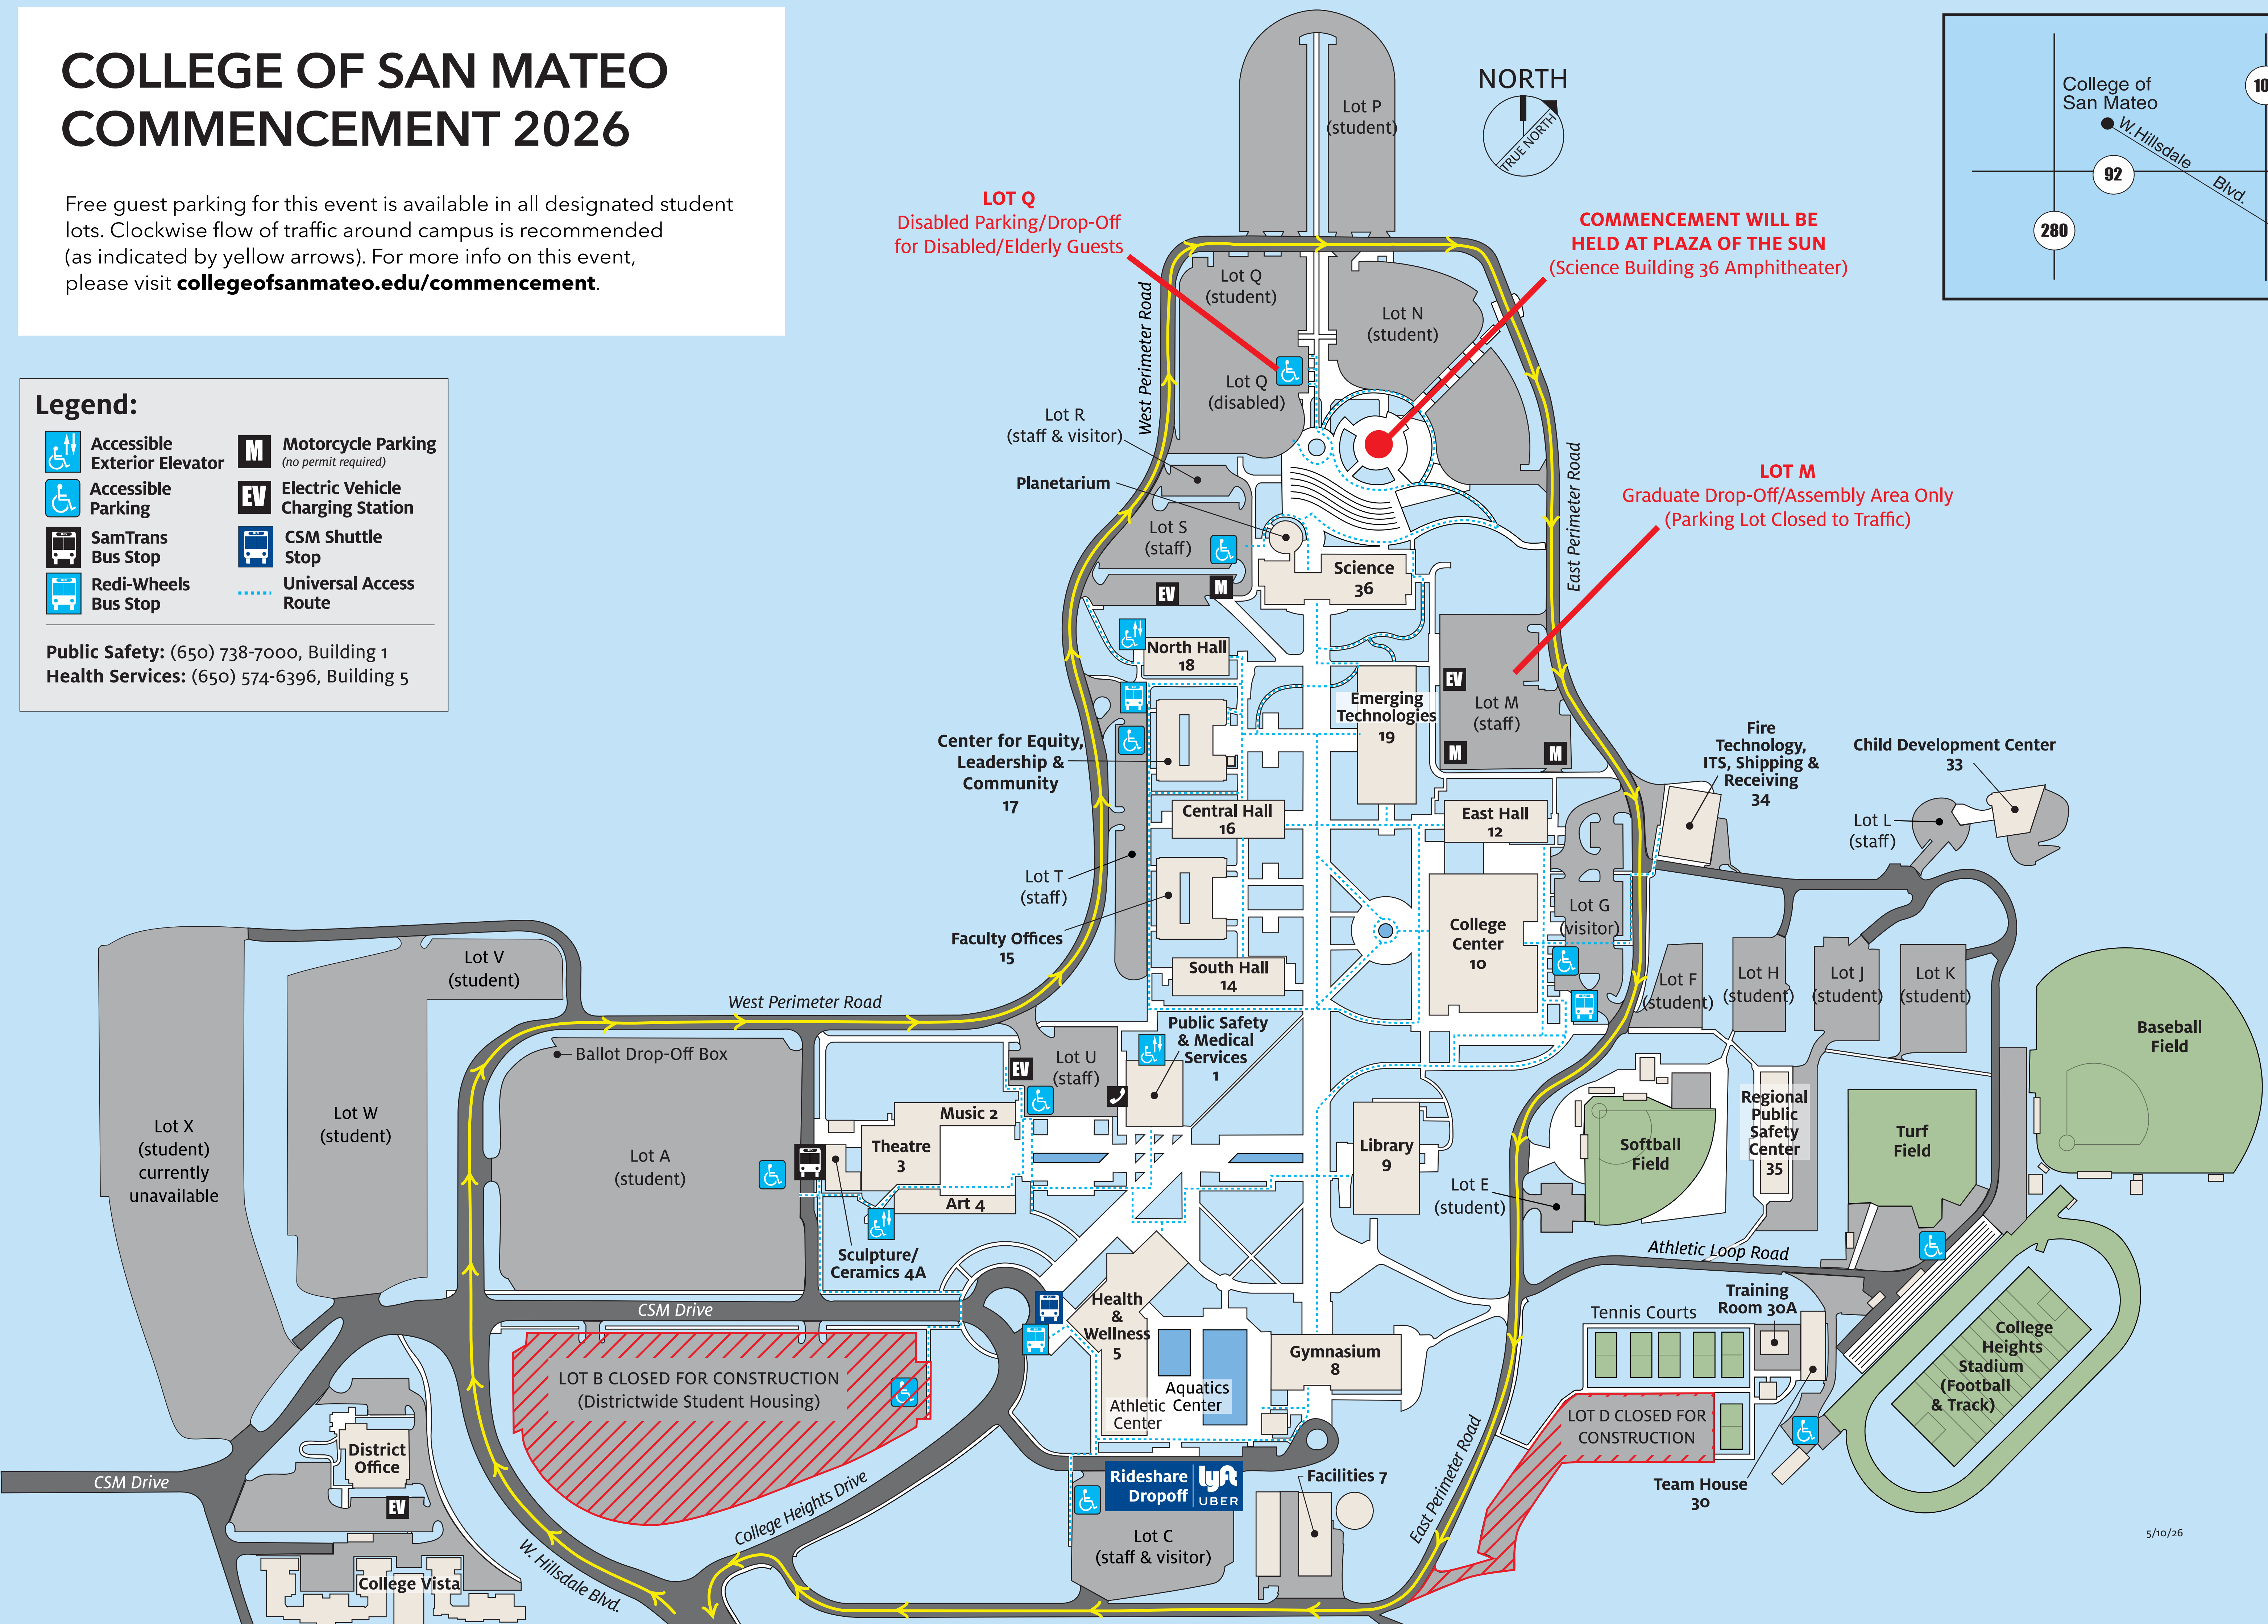 COLLEGE OF SAN MATEO
COMMENCEMENT 2026
Free guest parking for this event is available in all designated student
lots. Clockwise flow of traffic around campus is recommended
(as indicated by yellow arrows). For more info on this event,
please visit collegeofsanmateo.edu/commencement.
Legend:
Accessible
Exterior Elevator
M
Motorcycle Parking
(no permit required)
Accessible
Parking
EV
Electric Vehicle
Charging Station
SamTrans
Bus Stop
CSM Shuttle
Stop
Redi-Wheels
Bus Stop
Universal Access
Route
Public Safety: (650) 738-7000, Building 1
Health Services: (650) 574-6396, Building 5
NORTH
TRUE NORTH
College of
San Mateo
W. Hillsdale
Blvd.
92
280
Lot P
(student)
LOT Q
Disabled Parking/Drop-Off
for Disabled/Elderly Guests
COMMENCEMENT WILL BE
HELD AT PLAZA OF THE SUN
(Science Building 36 Amphitheater)
Lot Q
(student)
Lot N
(student)
West Perimeter Road
Lot Q
(disabled)
Lot R
(staff & visitor)
Planetarium
East Perimeter Road
LOT M
Graduate Drop-Off/Assembly Area Only
(Parking Lot Closed to Traffic)
Lot S
(staff)
Science
36
EV
M
North Hall
18
EV
Emerging
Technologies
19
Lot M
(staff)
M
M
Center for Equity,
Leadership &
Community
17
Fire
Technology,
ITS, Shipping &
Receiving
34
Child Development Center
33
Central Hall
16
East Hall
12
Lot L
(staff)
Lot T
(staff)
Faculty Offices
15
College
Center
10
Lot G
(visitor)
South Hall
14
Lot V
(student)
West Perimeter Road
Lot F
(student)
Lot H
(student)
Lot J
(student)
Lot K
(student)
Baseball
Field
Ballot Drop-Off Box
EV
Lot U
(staff)
Public Safety
& Medical
Services
1
Lot X
(student)
currently
unavailable
Lot W
(student)
Lot A
(student)
Music 2
Theatre
3
Art 4
Library
9
Lot E
(student)
Softball
Field
Regional
Public
Safety
Center
35
Turf
Field
Sculpture/
Ceramics 4A
Athletic Loop Road
CSM Drive
Health
&
Wellness
5
Gymnasium
8
Aquatics
Center
Athletic
Center
Tennis Courts
Training
Room 30A
College
Heights
Stadium
(Football
& Track)
LOT B CLOSED FOR CONSTRUCTION
(Districtwide Student Housing)
LOT D CLOSED FOR
CONSTRUCTION
District
Office
EV
CSM Drive
College Heights Drive
Rideshare
Dropoff
lyft
UBER
Facilities 7
East Perimeter Road
Team House
30
Lot C
(staff & visitor)
W. Hillsdale Blvd.
College Vista
5/10/26